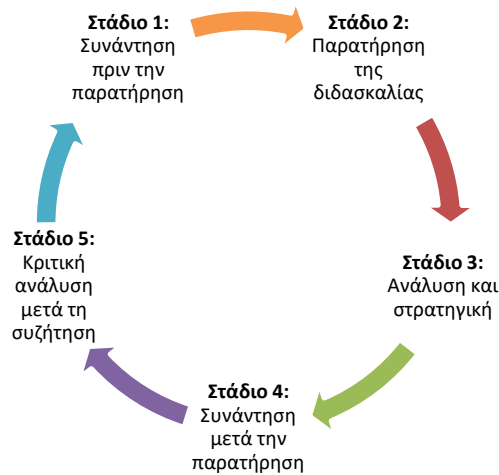 Στάδιο 1:
Συνάντηση
πριν την
παρατήρηση
Στάδιο 2:
Παρατήρηση
της
διδασκαλίας
Στάδιο 3:
Ανάλυση και
στρατηγική
Στάδιο 4:
Συνάντηση
μετά την
παρατήρηση
Στάδιο 5:
Κριτική
ανάλυση
μετά τη
συζήτηση